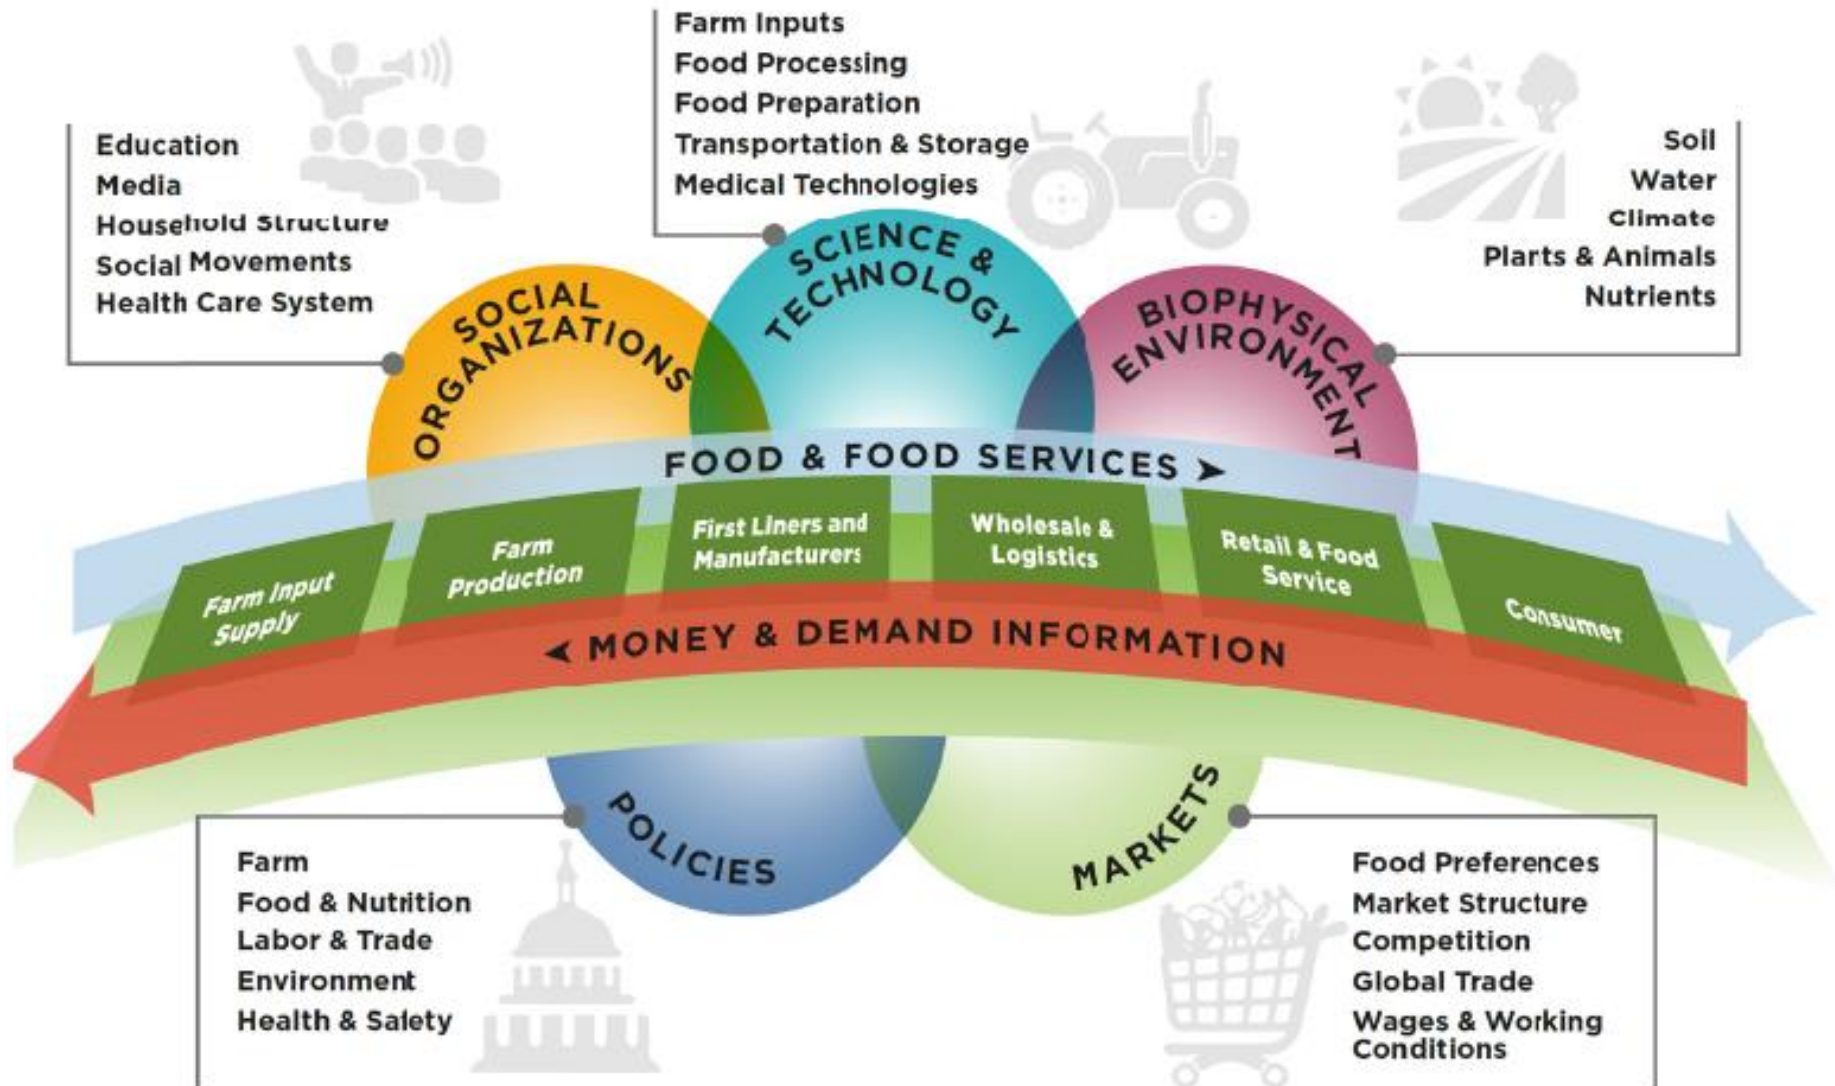 Farm Inputs
Food Processing
Food Preparation
Transportation & Storage
Medical Technologies
Education
Media
Household Structure
Social Movements
Health Care System
Soil
Water
Climate
Plarts & Animals
Nutrients
SOCIAL
ORGANIZATIONS
SCIENCE &
TECHNOLOGY
BIOPHYSICAL
ENVIRONMENT
FOOD & FOOD SERVICES ➤
Farm Input
Supply
Farm
Production
First Liners and
Manufacturers
Wholesale &
Logistics
Retail & Food
Service
Consumer
◄ MONEY & DEMAND INFORMATION
POLICIES
MARKETS
Farm
Food & Nutrition
Labor & Trade
Environment
Health & Safety
Food Preferences
Market Structure
Competition
Global Trade
Wages & Working
Conditions